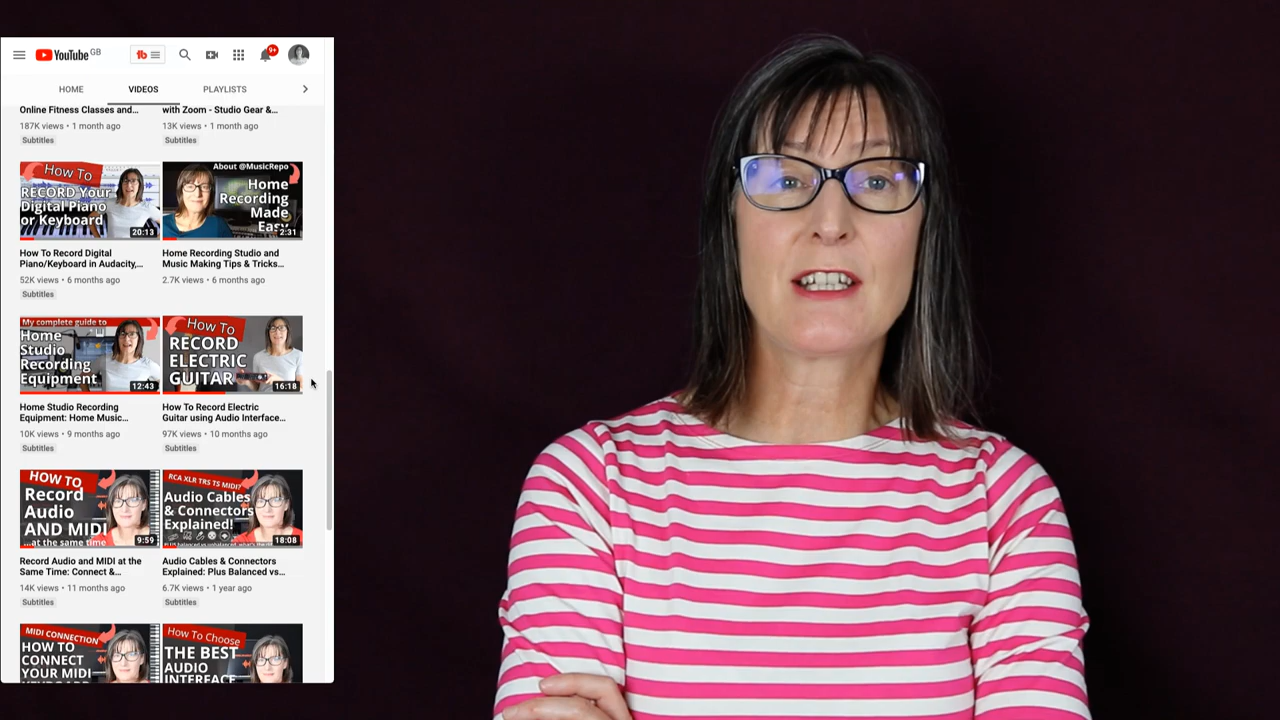 YouTube GB
9+
HOME VIDEOS PLAYLISTS
Online Fitness Classes and...
187K views • 1 month ago
Subtitles
with Zoom - Studio Gear &...
13K views • 1 month ago
Subtitles
How To
RECORD Your
Digital Piano
or Keyboard
20:13
How To Record Digital
Piano/Keyboard in Audacity,...
52K views • 6 months ago
Subtitles
About @MusicRepo
Home
Recording
Made
Easy
2:31
Home Recording Studio and
Music Making Tips & Tricks...
2.7K views • 6 months ago
My complete guide to
Home
Studio
Recording
Equipment
12:43
Home Studio Recording
Equipment: Home Music...
10K views • 9 months ago
Subtitles
How To
RECORD
ELECTRIC
GUITAR
16:18
How To Record Electric
Guitar using Audio Interface...
97K views • 10 months ago
Subtitles
HOW TO
Record
Audio
AND MIDI
...at the same time
9:59
Record Audio and MIDI at the
Same Time: Connect &...
14K views • 11 months ago
Subtitles
RCA XLR TRS TS MIDI?
Audio Cables
& Connectors
Explained!
18:08
Audio Cables & Connectors
Explained: Plus Balanced vs...
6.7K views • 1 year ago
Subtitles
MIDI CONNECTION
HOW TO
CONNECT
YOUR MIDI
How To Choose
THE BEST
AUDIO
INTERFACE